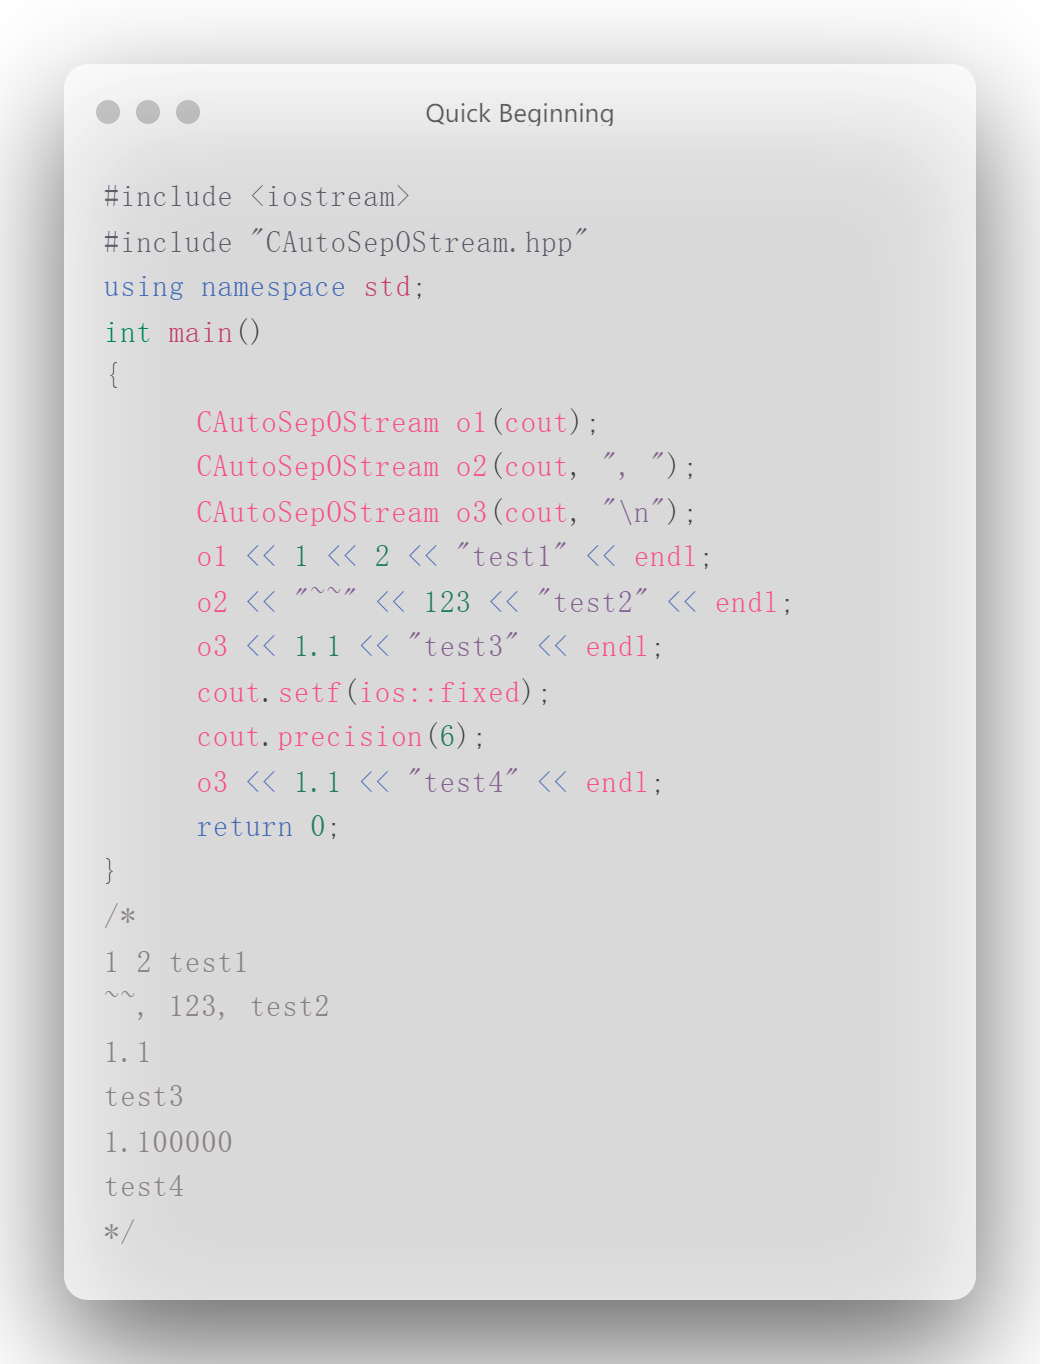 Quick Beginning
#include <iostream>
#include "CAutoSepOStream.hpp"
using namespace std;
int main()
{
CAutoSepOStream o1(cout);
CAutoSepOStream o2(cout, ", ");
CAutoSepOStream o3(cout, "\n");
o1 << 1 << 2 << "test1" << endl;
o2 << "~~" << 123 << "test2" << endl;
o3 << 1.1 << "test3" << endl;
cout.setf(ios::fixed);
cout.precision(6);
o3 << 1.1 << "test4" << endl;
return 0;
}
/*
1 2 test1
~~, 123, test2
1.1
test3
1.100000
test4
*/